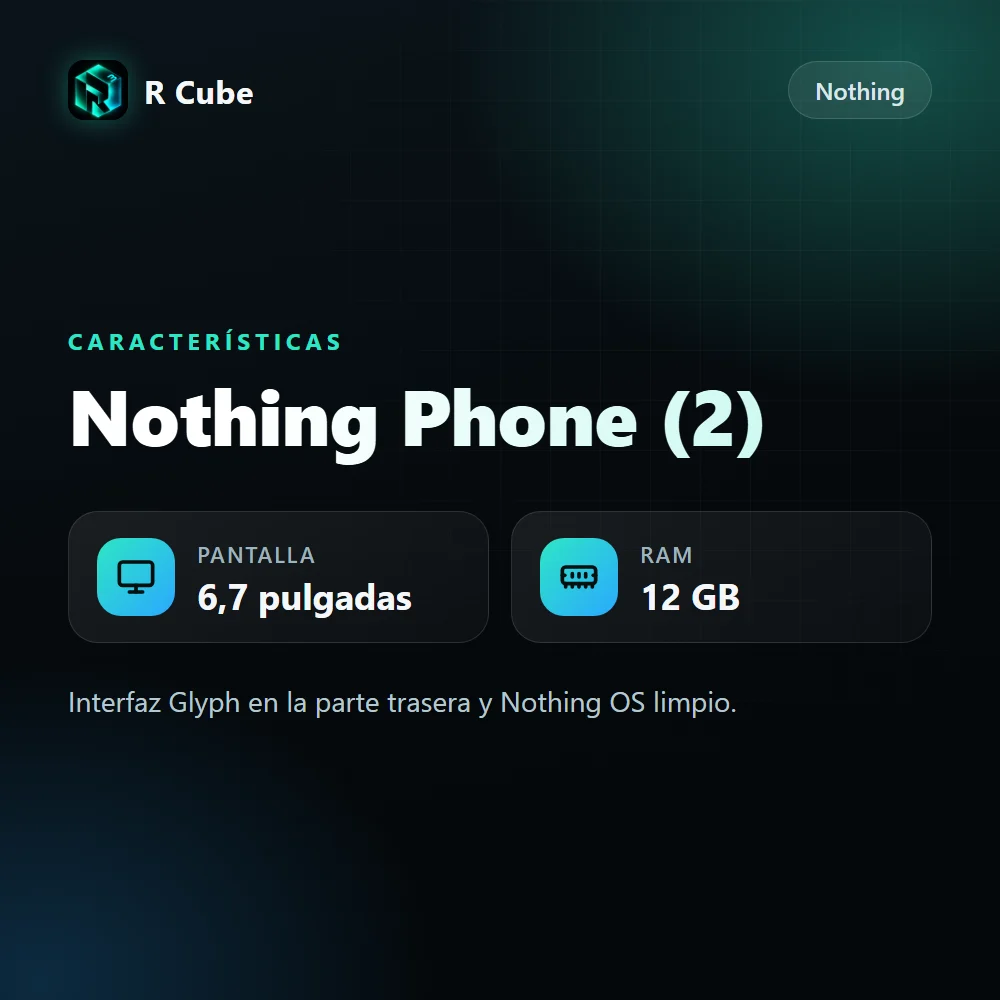 R Cube
Nothing
CARACTERÍSTICAS
Nothing Phone (2)
PANTALLA
6,7 pulgadas
RAM
12 GB
Interfaz Glyph en la parte trasera y Nothing OS limpio.